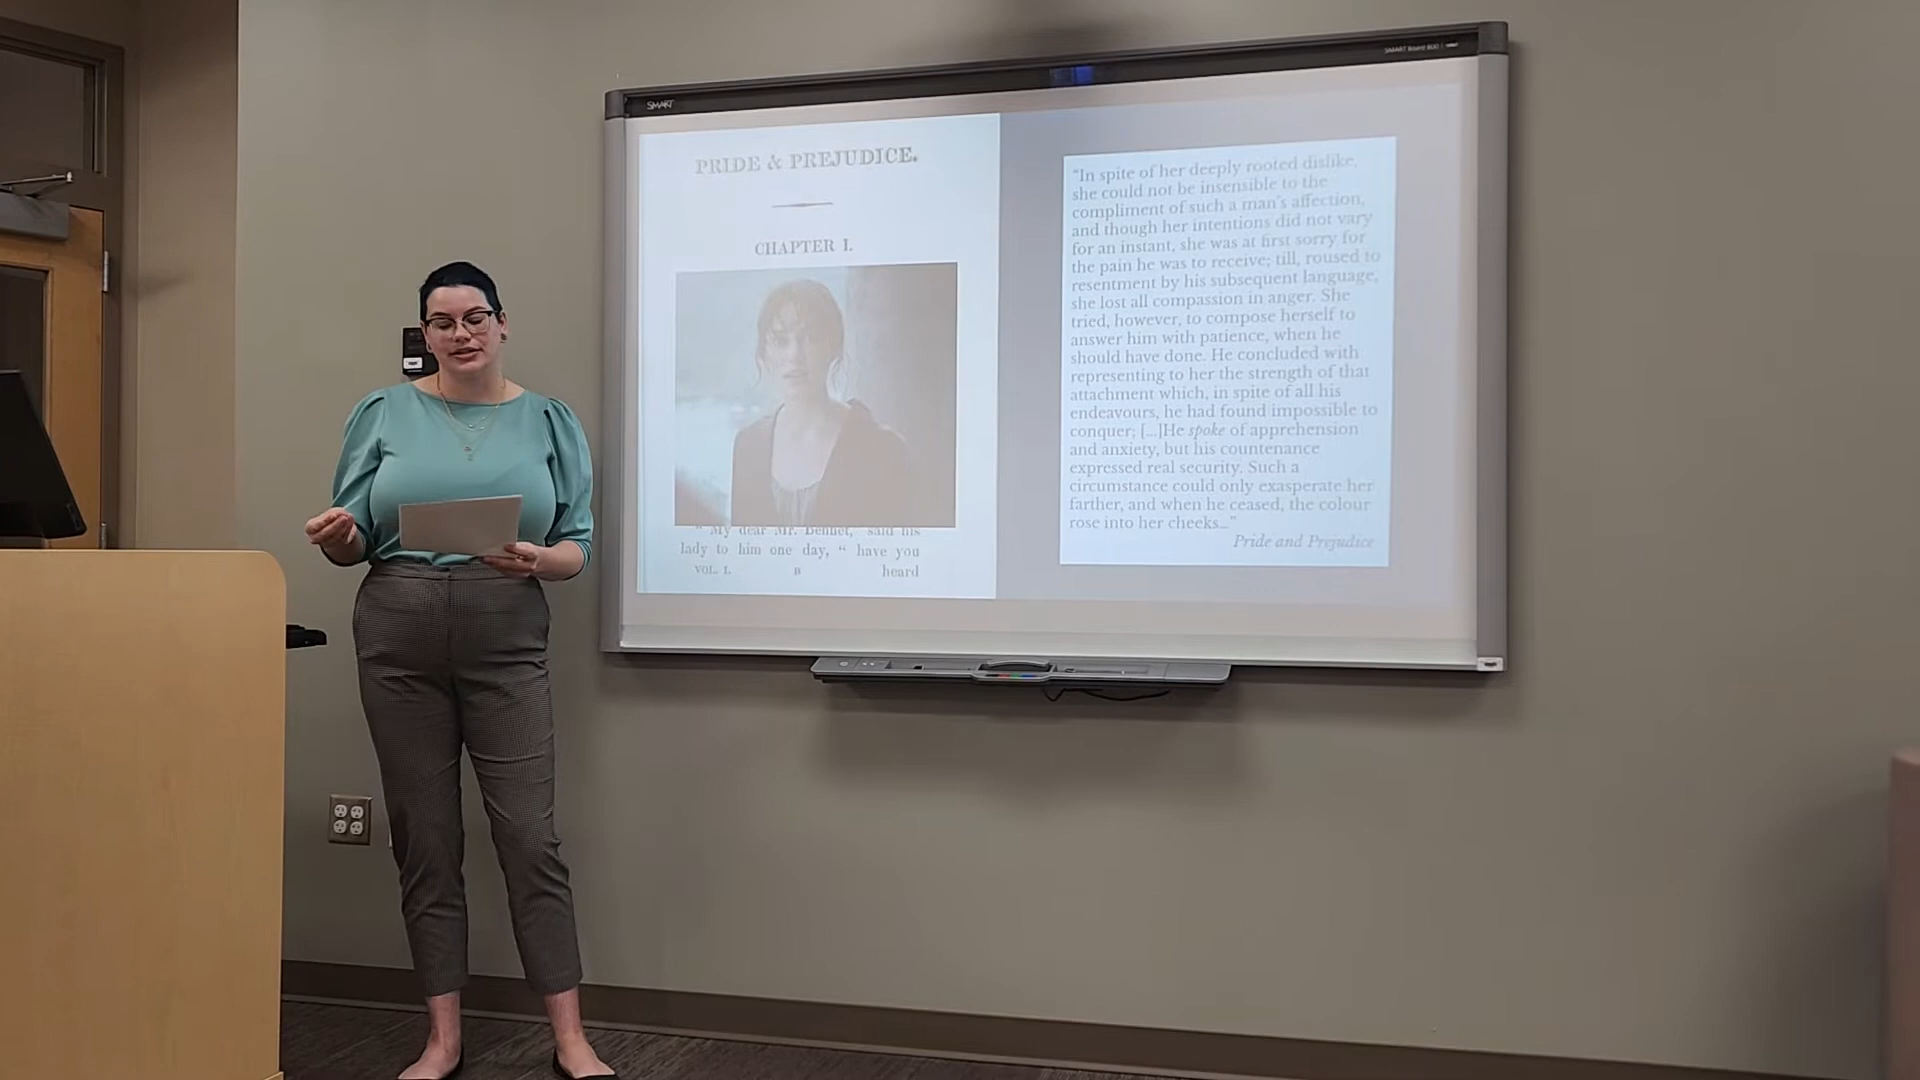 SMART Board 800
SMART
PRIDE & PREJUDICE.
CHAPTER I.
" My dear Mr. Bennet," said his
lady to him one day, " have you
VOL. I. B heard
"In spite of her deeply rooted dislike,
she could not be insensible to the
compliment of such a man's affection,
and though her intentions did not vary
for an instant, she was at first sorry for
the pain he was to receive; till, roused to
resentment by his subsequent language,
she lost all compassion in anger. She
tried, however, to compose herself to
answer him with patience, when he
should have done. He concluded with
representing to her the strength of that
attachment which, in spite of all his
endeavours, he had found impossible to
conquer; [...]He spoke of apprehension
and anxiety, but his countenance
expressed real security. Such a
circumstance could only exasperate her
farther, and when he ceased, the colour
rose into her cheeks..."
Pride and Prejudice